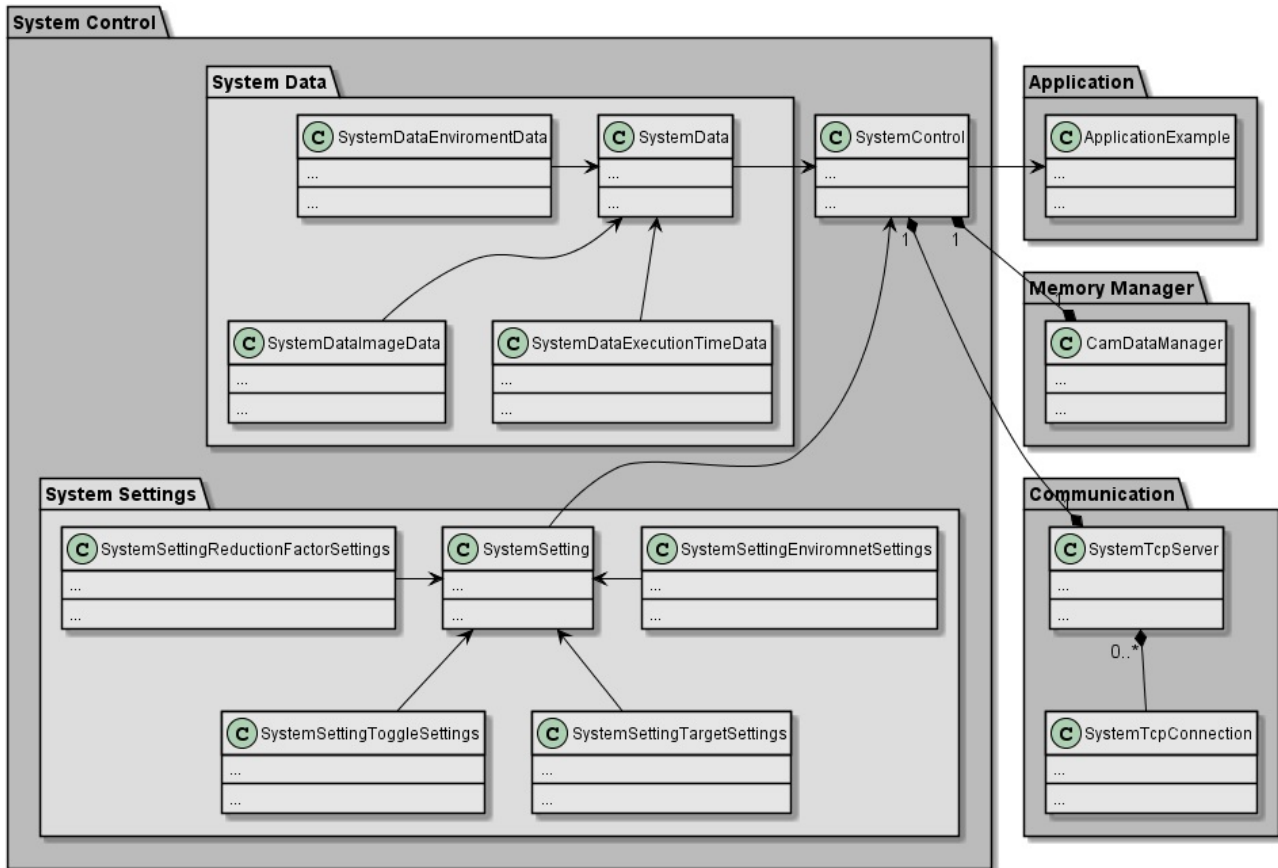 System Control
System Data
Application
C SystemDataEnviromentData
...
...
C SystemData
...
...
C SystemControl
...
...
C ApplicationExample
...
...
1
1
Memory Manager
1
C SystemDataImageData
...
...
C SystemDataExecutionTimeData
...
...
C CamDataManager
...
...
System Settings
Communication
1
C SystemSettingReductionFactorSettings
...
...
C SystemSetting
...
...
C SystemSettingEnviromnetSettings
...
...
C SystemTcpServer
...
...
0..*
C SystemSettingToggleSettings
...
...
C SystemSettingTargetSettings
...
...
C SystemTcpConnection
...
...